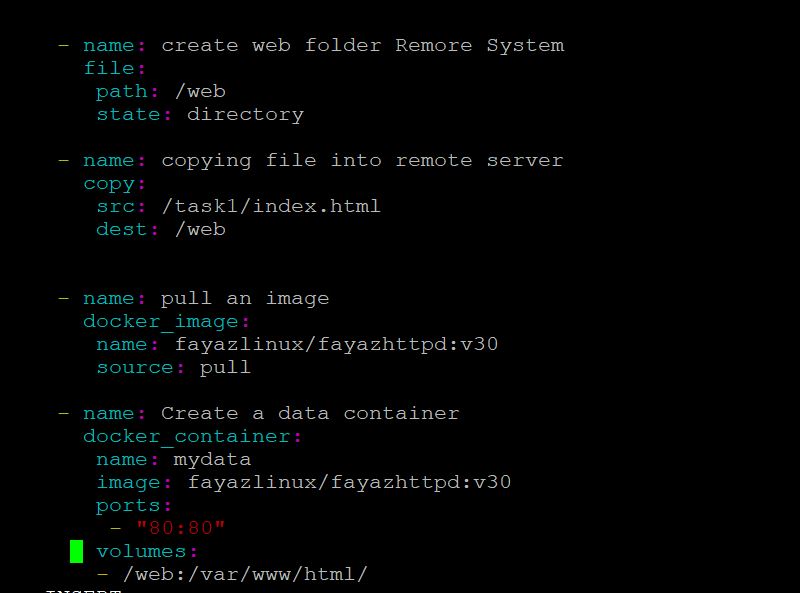 - name: create web folder Remore System
file:
path: /web
state: directory
- name: copying file into remote server
copy:
src: /task1/index.html
dest: /web
- name: pull an image
docker_image:
name: fayazlinux/fayazhttpd:v30
source: pull
- name: Create a data container
docker_container:
name: mydata
image: fayazlinux/fayazhttpd:v30
ports:
- "80:80"
volumes:
- /web:/var/www/html/
INSERT